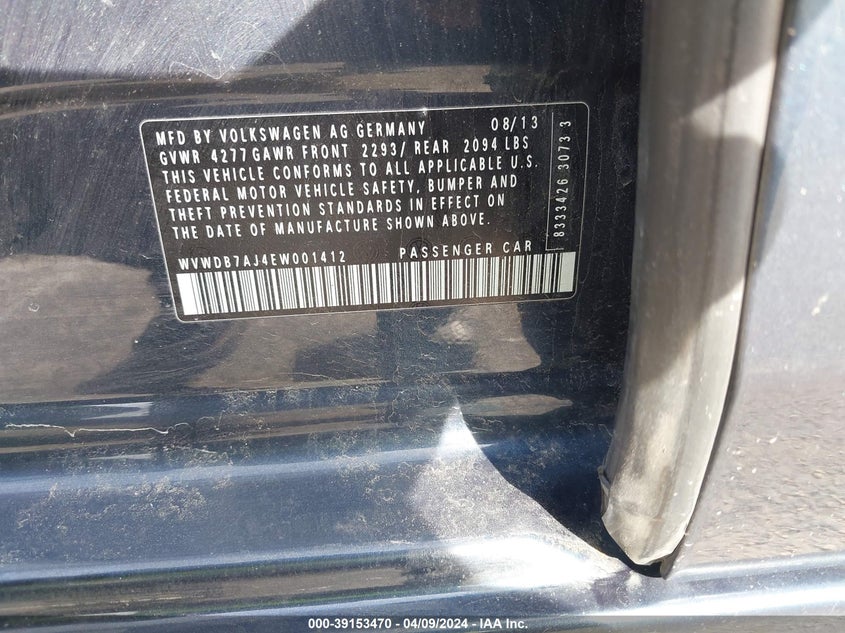 MFD BY VOLKSWAGEN AG GERMANY 08/13
GVWR 4277 GAWR FRONT 2293/ REAR 2094 LBS
THIS VEHICLE CONFORMS TO ALL APPLICABLE U.S.
FEDERAL MOTOR VEHICLE SAFETY, BUMPER AND
THEFT PREVENTION STANDARDS IN EFFECT ON
THE DATE OF MANUFACTURE SHOWN ABOVE.
WVWDB7AJ4EW001412 PASSENGER CAR
8333426 3073 3
000-39153470 - 04/09/2024 - IAA Inc.